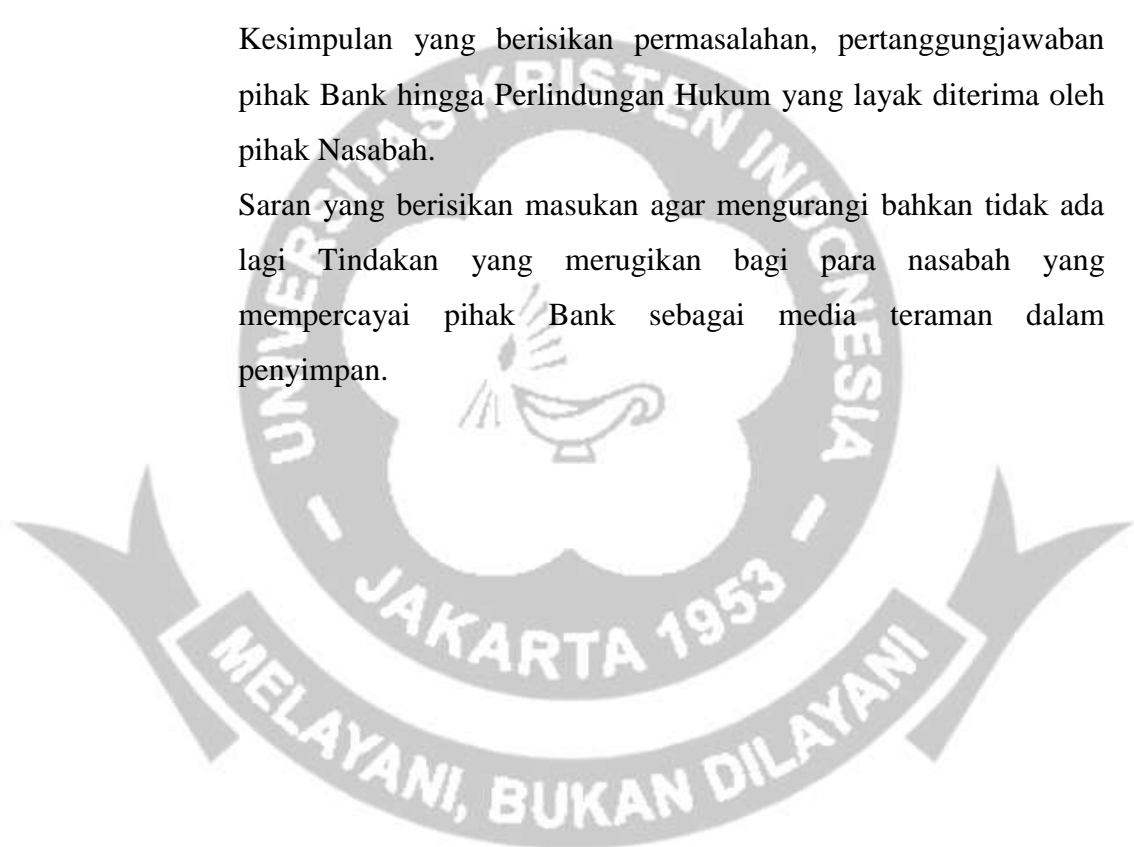 Kesimpulan yang berisikan permasalahan, pertanggungjawaban
pihak Bank hingga Perlindungan Hukum yang layak diterima oleh
pihak Nasabah.
Saran yang berisikan masukan agar mengurangi bahkan tidak ada
lagi Tindakan yang merugikan bagi para nasabah yang
mempercayai pihak Bank sebagai media teraman dalam
penyimpan.
UNIVERSITAS KRISTEN INDONESIA
JAKARTA 1953
MELAYANI, BUKAN DILAYANI